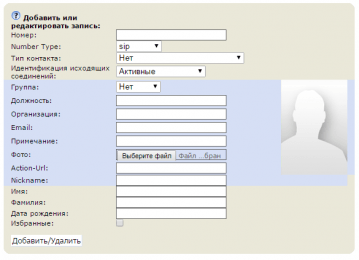 Добавить или
редактировать запись:
Номер:
Number Type: sip
Тип контакта: Нет
Идентификация исходящих
соединений: Активные
Группа: Нет
Должность:
Организация:
Email:
Примечание:
Фото: Выберите файл Файл ...бран
Action-Url:
Nickname:
Имя:
Фамилия:
Дата рождения:
Избранные:
Добавить/Удалить